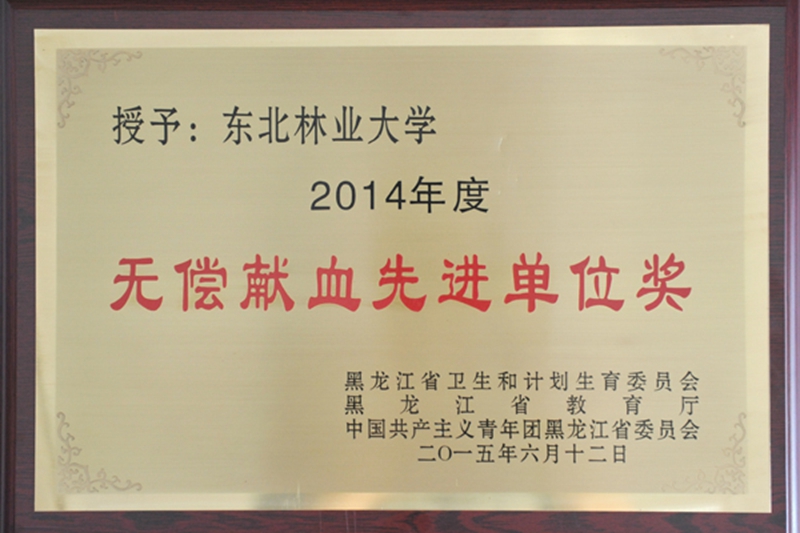 授予：东北林业大学
2014年度
无偿献血先进单位奖
黑龙江省卫生和计划生育委员会
黑龙江省教育厅
中国共产主义青年团黑龙江省委员会
二〇一五年六月十二日